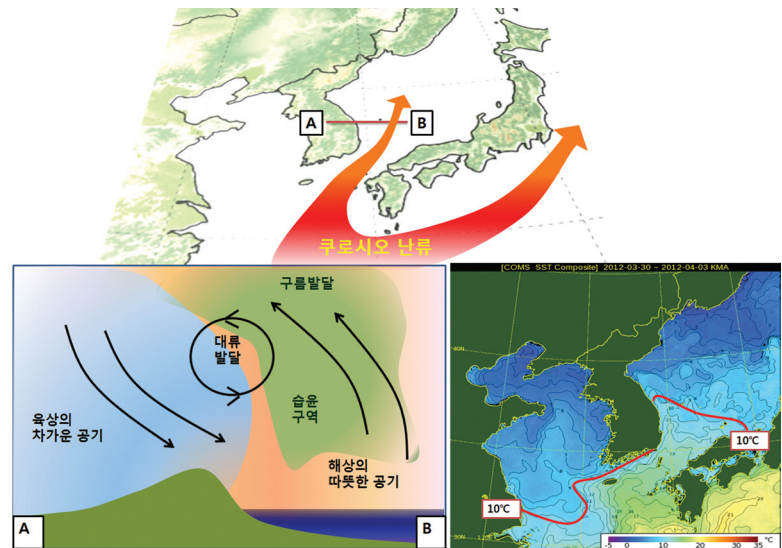 A
B
쿠로시오 난류
구름발달
대류
발달
습윤
구역
육상의
차가운 공기
해상의
따뜻한 공기
A
B
[COMS SST Composite] 2012-03-30 ~ 2012-04-03 KMA
40N
10℃
10℃
30N
-5 0 10 20 30 35 °C